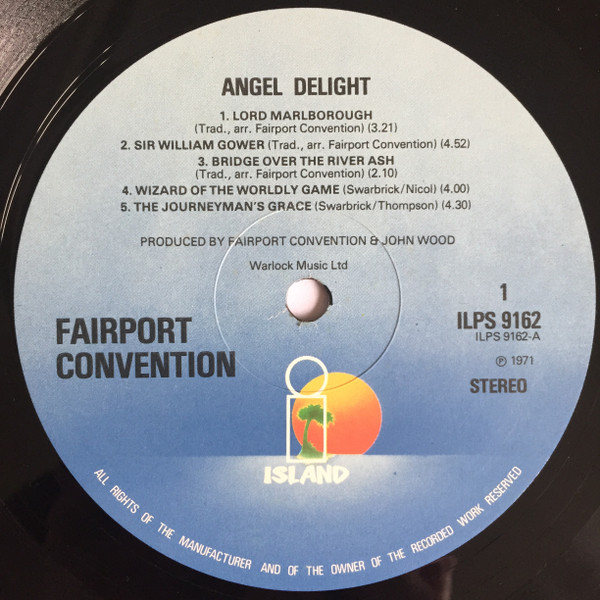 ANGEL DELIGHT
1. LORD MARLBOROUGH
(Trad., arr. Fairport Convention) (3.21)
2. SIR WILLIAM GOWER (Trad., arr. Fairport Convention) (4.52)
3. BRIDGE OVER THE RIVER ASH
(Trad., arr. Fairport Convention) (2.10)
4. WIZARD OF THE WORLDLY GAME (Swarbrick/Nicol) (4.00)
5. THE JOURNEYMAN'S GRACE (Swarbrick/Thompson) (4.30)
PRODUCED BY FAIRPORT CONVENTION & JOHN WOOD
Warlock Music Ltd
1
ILPS 9162
ILPS 9162-A
Ⓟ 1971
STEREO
FAIRPORT
CONVENTION
ISLAND
ALL RIGHTS OF THE MANUFACTURER AND OF THE OWNER OF THE RECORDED WORK RESERVED